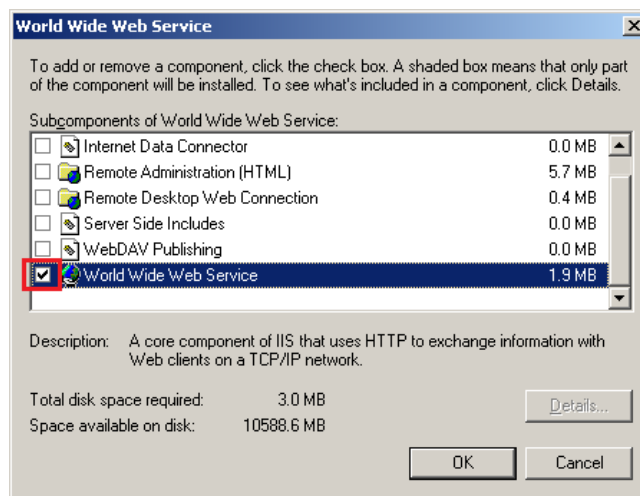 World Wide Web Service
To add or remove a component, click the check box. A shaded box means that only part
of the component will be installed. To see what's included in a component, click Details.
Subcomponents of World Wide Web Service:
Internet Data Connector 0.0 MB
Remote Administration (HTML) 5.7 MB
Remote Desktop Web Connection 0.4 MB
Server Side Includes 0.0 MB
WebDAV Publishing 0.0 MB
World Wide Web Service 1.9 MB
Description: A core component of IIS that uses HTTP to exchange information with
Web clients on a TCP/IP network.
Total disk space required: 3.0 MB
Space available on disk: 10588.6 MB
Details...
OK Cancel